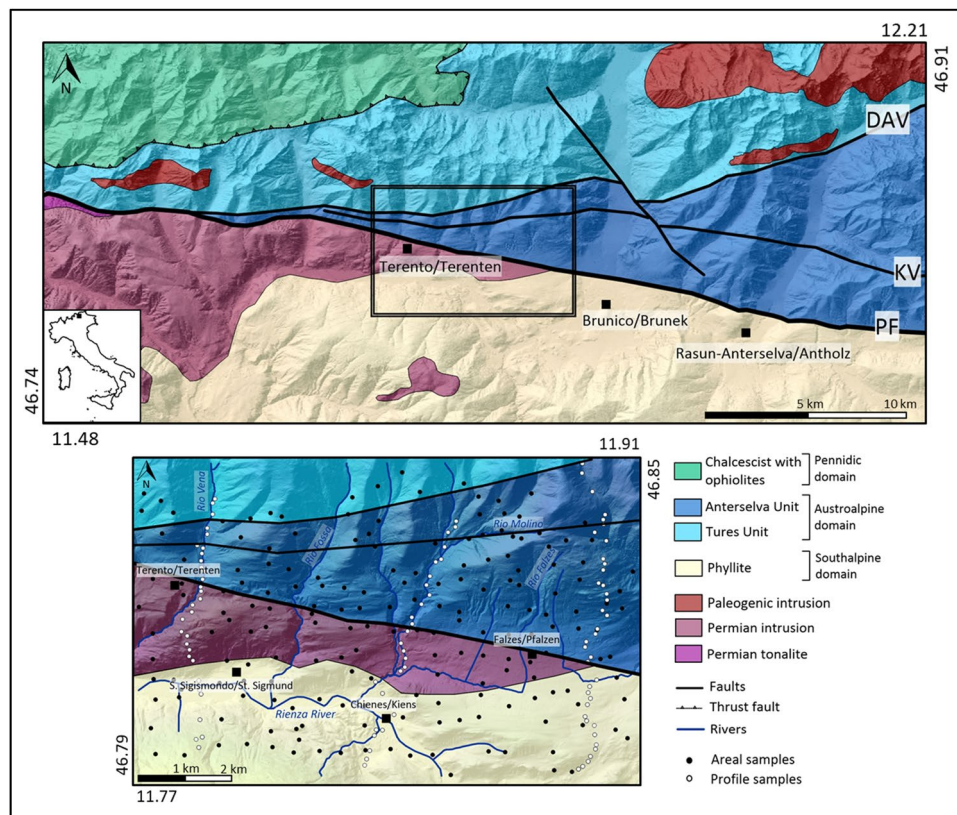 12.21
46.91
N
DAV
Terento/Terenten
KV
Brunico/Brunek
PF
Rasun-Anterselva/Antholz
46.74
5 km
10 km
11.48
11.91
46.85
N
Rio Vena
Rio Fossa
Rio Molino
Rio Falzes
Terento/Terenten
Falzes/Pfalzen
S. Sigismondo/St. Sigmund
Chienes/Kiens
Rienza River
46.79
1 km
2 km
11.77
Chalcescist with ophiolites
Pennidic domain
Anterselva Unit
Tures Unit
Austroalpine domain
Phyllite
Southalpine domain
Paleogenic intrusion
Permian intrusion
Permian tonalite
Faults
Thrust fault
Rivers
Areal samples
Profile samples